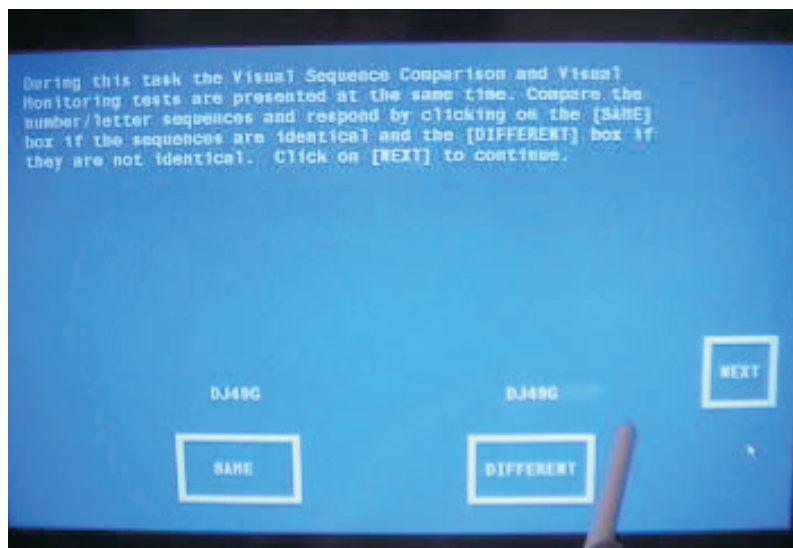 During this task the Visual Sequence Comparison and Visual
Monitoring tests are presented at the same time. Compare the
number/letter sequences and respond by clicking on the [SAME]
box if the sequences are identical and the [DIFFERENT] box if
they are not identical. Click on [NEXT] to continue.
NEXT
DJ49G DJ49G
SAME DIFFERENT